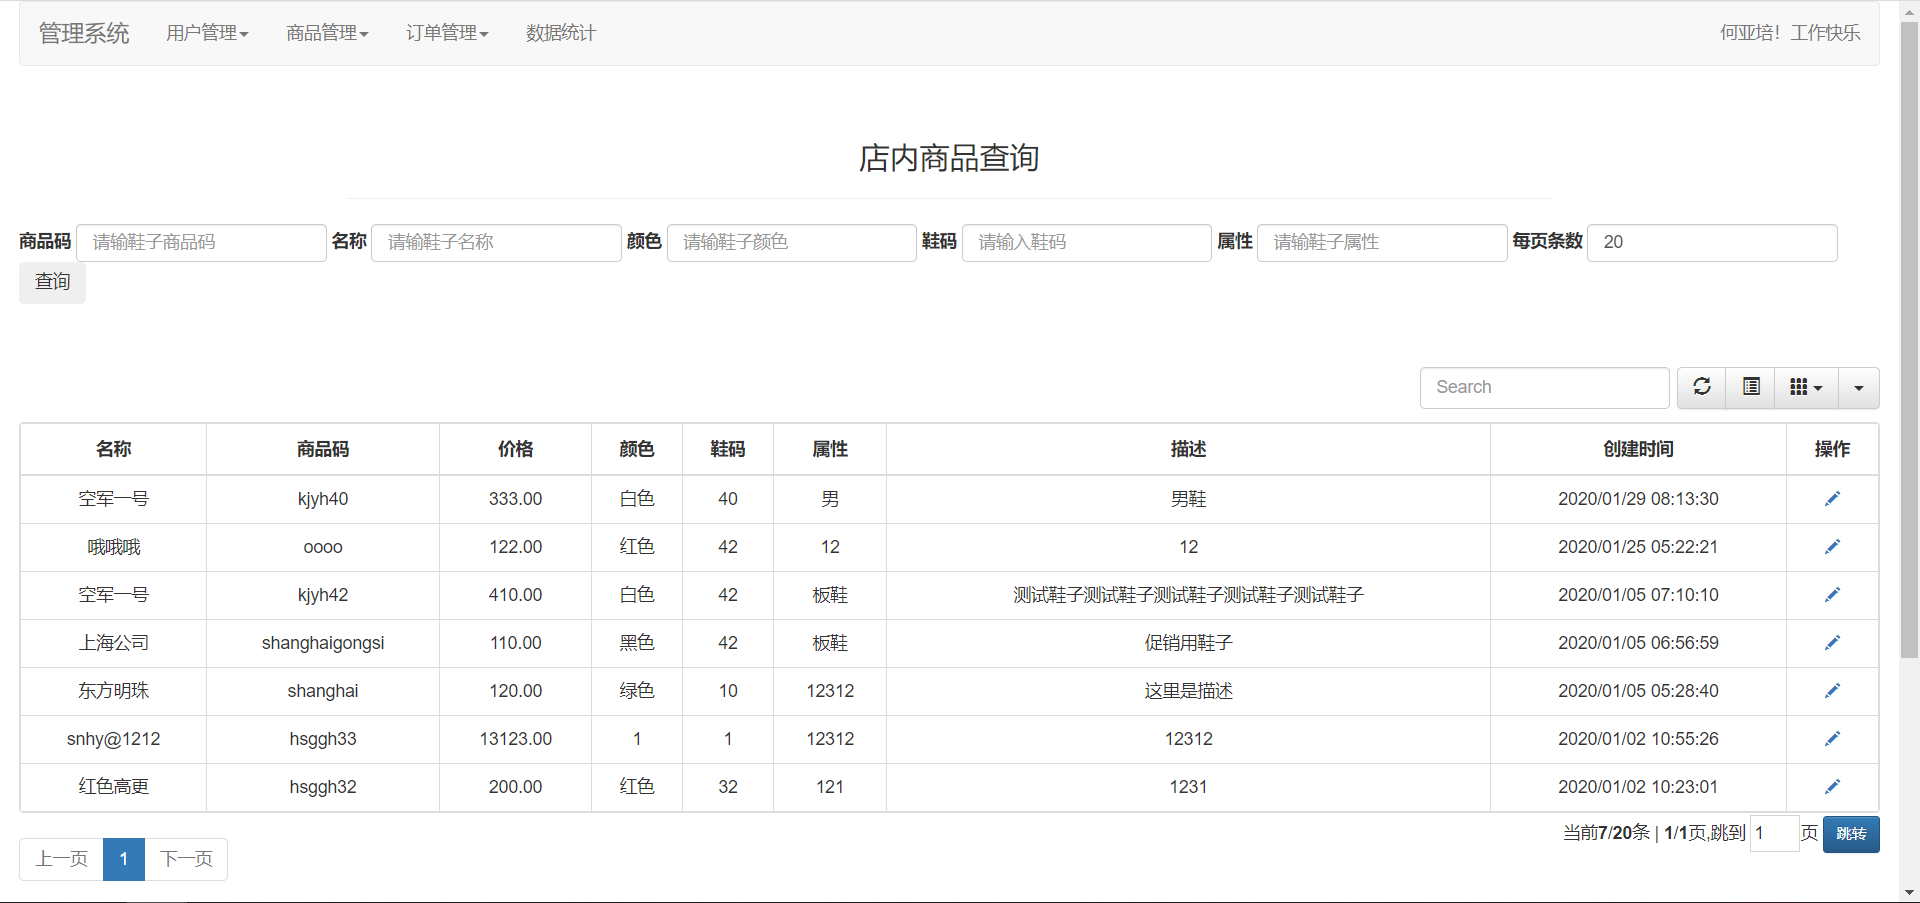 管理系统 用户管理 商品管理 订单管理 数据统计 何亚培！工作快乐
店内商品查询
商品码 请输鞋子商品码 名称 请输鞋子名称 颜色 请输鞋子颜色 鞋码 请输入鞋码 属性 请输鞋子属性 每页条数 20
查询
Search
名称 商品码 价格 颜色 鞋码 属性 描述 创建时间 操作
空军一号 kjyh40 333.00 白色 40 男 男鞋 2020/01/29 08:13:30
哦哦哦 oooo 122.00 红色 42 12 12 2020/01/25 05:22:21
空军一号 kjyh42 410.00 白色 42 板鞋 测试鞋子测试鞋子测试鞋子测试鞋子测试鞋子 2020/01/05 07:10:10
上海公司 shanghaigongsi 110.00 黑色 42 板鞋 促销用鞋子 2020/01/05 06:56:59
东方明珠 shanghai 120.00 绿色 10 12312 这里是描述 2020/01/05 05:28:40
snhy@1212 hsggh33 13123.00 1 1 12312 12312 2020/01/02 10:55:26
红色高更 hsggh32 200.00 红色 32 121 1231 2020/01/02 10:23:01
当前7/20条 | 1/1页,跳到 1 页 跳转
上一页 1 下一页